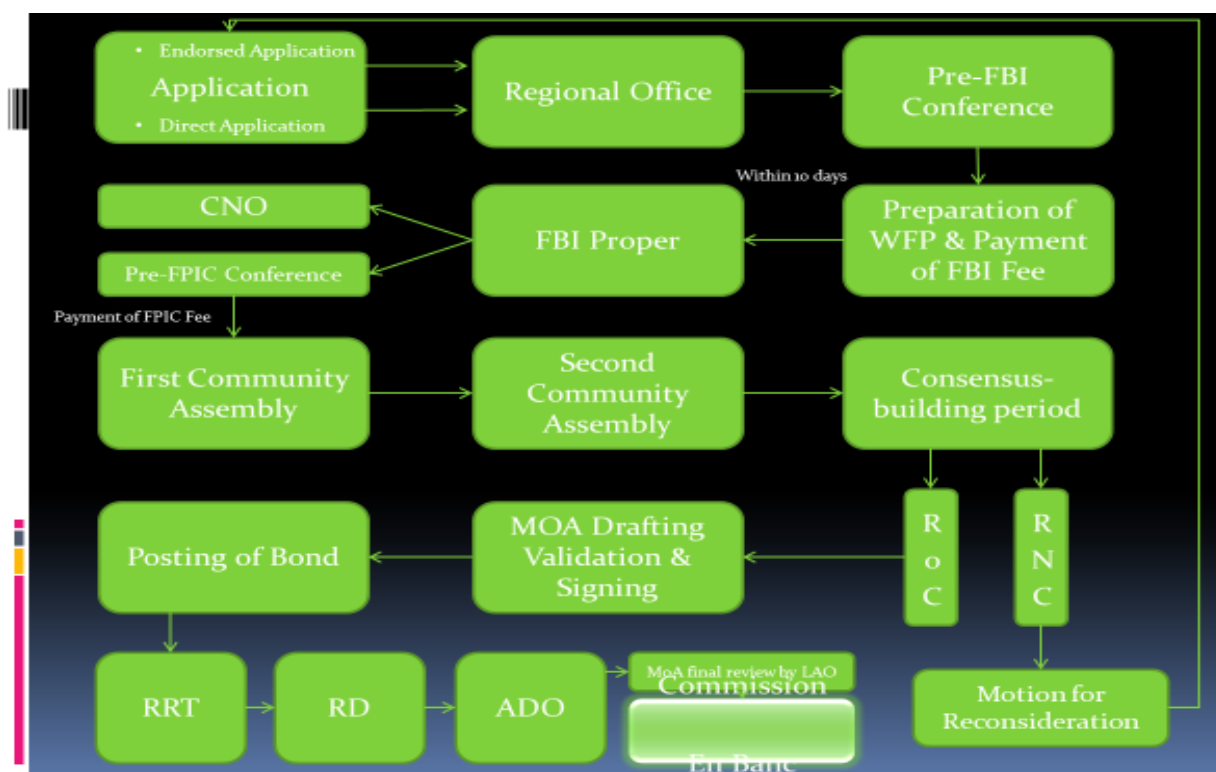 • Endorsed Application
Application
• Direct Application
Regional Office
Pre-FBI
Conference
Within 10 days
CNO
Pre-FPIC Conference
FBI Proper
Preparation of
WFP & Payment
of FBI Fee
Payment of FPIC Fee
First Community
Assembly
Second
Community
Assembly
Consensus-
building period
R
o
C
R
N
C
Posting of Bond
MOA Drafting
Validation &
Signing
RRT
RD
ADO
MoA final review by LAO
Commission
En Banc
Motion for
Reconsideration